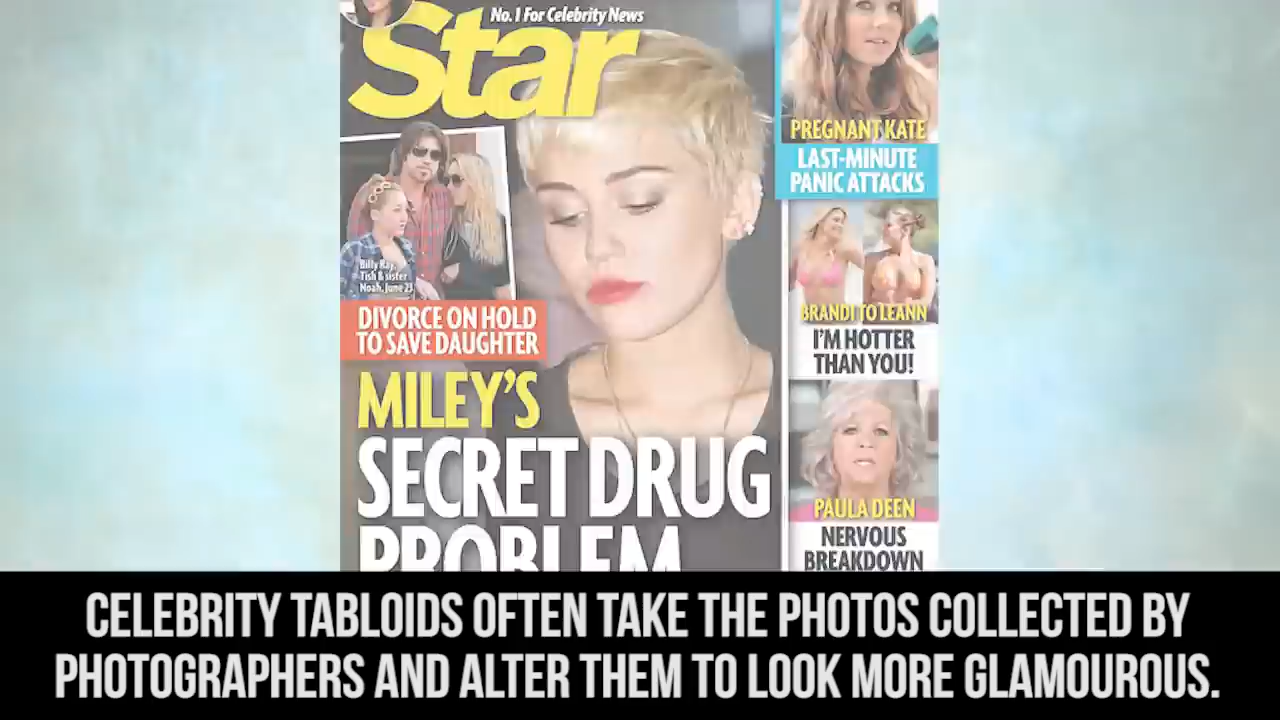 No. 1 For Celebrity News
Star
Billy Ray,
Tish & sister
Noah, June 23
DIVORCE ON HOLD
TO SAVE DAUGHTER
MILEY'S
SECRET DRUG
PROBLEM
PREGNANT KATE
LAST-MINUTE
PANIC ATTACKS
BRANDI TO LEANN
I'M HOTTER
THAN YOU!
PAULA DEEN
NERVOUS
BREAKDOWN
CELEBRITY TABLOIDS OFTEN TAKE THE PHOTOS COLLECTED BY
PHOTOGRAPHERS AND ALTER THEM TO LOOK MORE GLAMOUROUS.